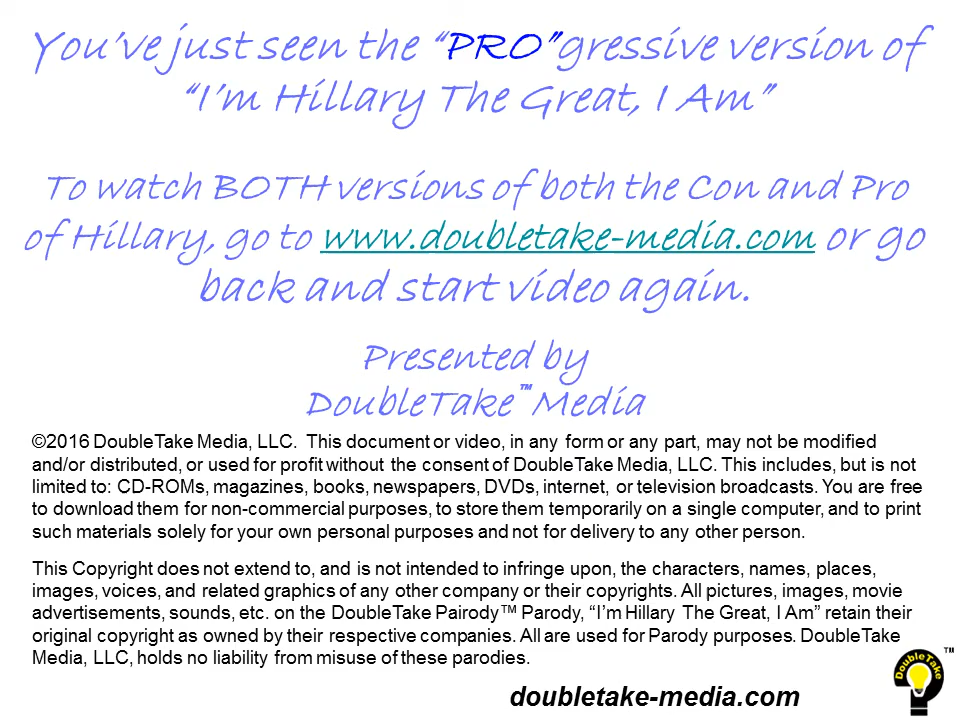 You've just seen the “PRO”gressive version of
“I'm Hillary The Great, I Am”
To watch BOTH versions of both the Con and Pro
of Hillary, go to www.doubletake-media.com or go
back and start video again.
Presented by
DoubleTake™ Media
©2016 DoubleTake Media, LLC. This document or video, in any form or any part, may not be modified
and/or distributed, or used for profit without the consent of DoubleTake Media, LLC. This includes, but is not
limited to: CD-ROMs, magazines, books, newspapers, DVDs, internet, or television broadcasts. You are free
to download them for non-commercial purposes, to store them temporarily on a single computer, and to print
such materials solely for your own personal purposes and not for delivery to any other person.
This Copyright does not extend to, and is not intended to infringe upon, the characters, names, places,
images, voices, and related graphics of any other company or their copyrights. All pictures, images, movie
advertisements, sounds, etc. on the DoubleTake Pairody™ Parody, “I'm Hillary The Great, I Am” retain their
original copyright as owned by their respective companies. All are used for Parody purposes. DoubleTake
Media, LLC, holds no liability from misuse of these parodies.
DoubleTake ™
doubletake-media.com